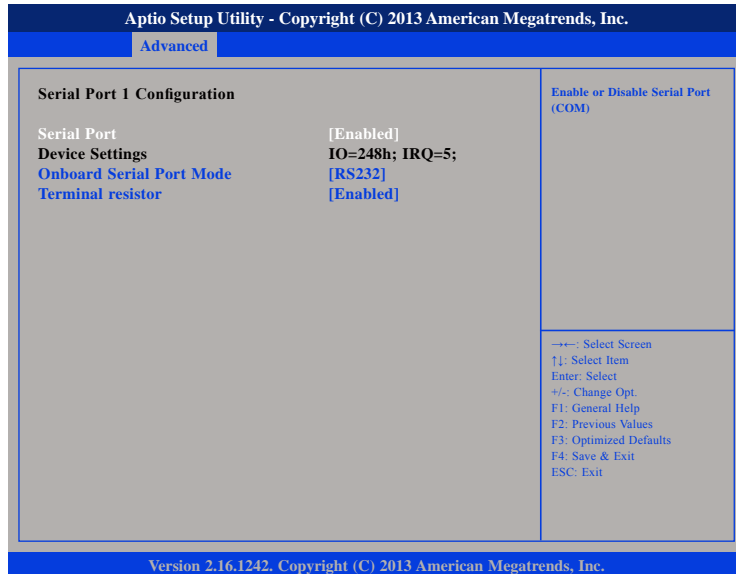 Aptio Setup Utility - Copyright (C) 2013 American Megatrends, Inc.
Advanced
Serial Port 1 Configuration
Serial Port [Enabled]
Device Settings IO=248h; IRQ=5;
Onboard Serial Port Mode [RS232]
Terminal resistor [Enabled]
Enable or Disable Serial Port
(COM)
→←: Select Screen
↑↓: Select Item
Enter: Select
+/-: Change Opt.
F1: General Help
F2: Previous Values
F3: Optimized Defaults
F4: Save & Exit
ESC: Exit
Version 2.16.1242. Copyright (C) 2013 American Megatrends, Inc.